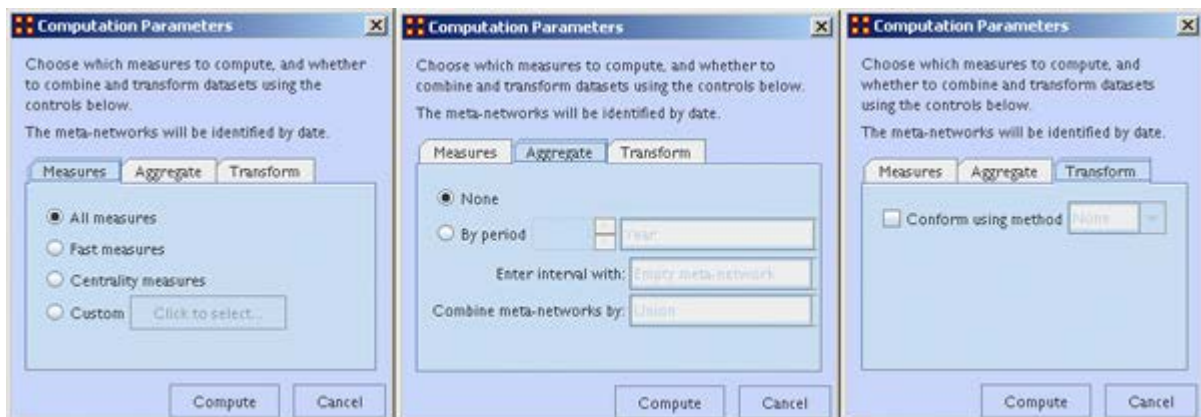 Computation Parameters
Choose which measures to compute, and whether
to combine and transform datasets using the
controls below.
The meta-networks will be identified by date.
Measures Aggregate Transform
All measures
Fast measures
Centrality measures
Custom Click to select...
Compute Cancel
Computation Parameters
Choose which measures to compute, and whether to
combine and transform datasets using the controls below.
The meta-networks will be identified by date.
Measures Aggregate Transform
None
By period Year
Enter interval with: Empty meta-network
Combine meta-networks by: Union
Compute Cancel
Computation Parameters
Choose which measures to compute, and
whether to combine and transform datasets
using the controls below.
The meta-networks will be identified by date.
Measures Aggregate Transform
Conform using method None
Compute Cancel